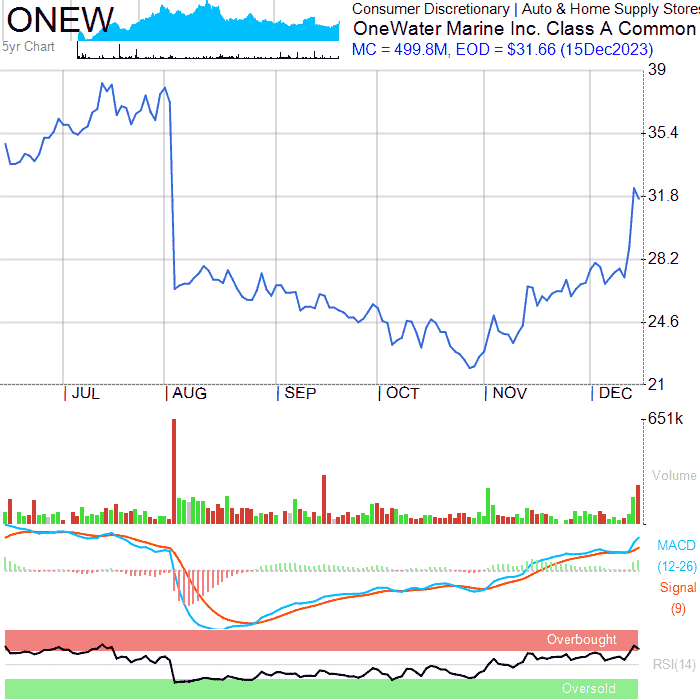 ONEW
5yr Chart
Consumer Discretionary | Auto & Home Supply Stores
OneWater Marine Inc. Class A Common
MC = 499.8M, EOD = $31.66 (15Dec2023)
39
35.4
31.8
28.2
24.6
21
JUL
AUG
SEP
OCT
NOV
DEC
651k
Volume
MACD
(12-26)
Signal
(9)
Overbought
RSI(14)
Oversold